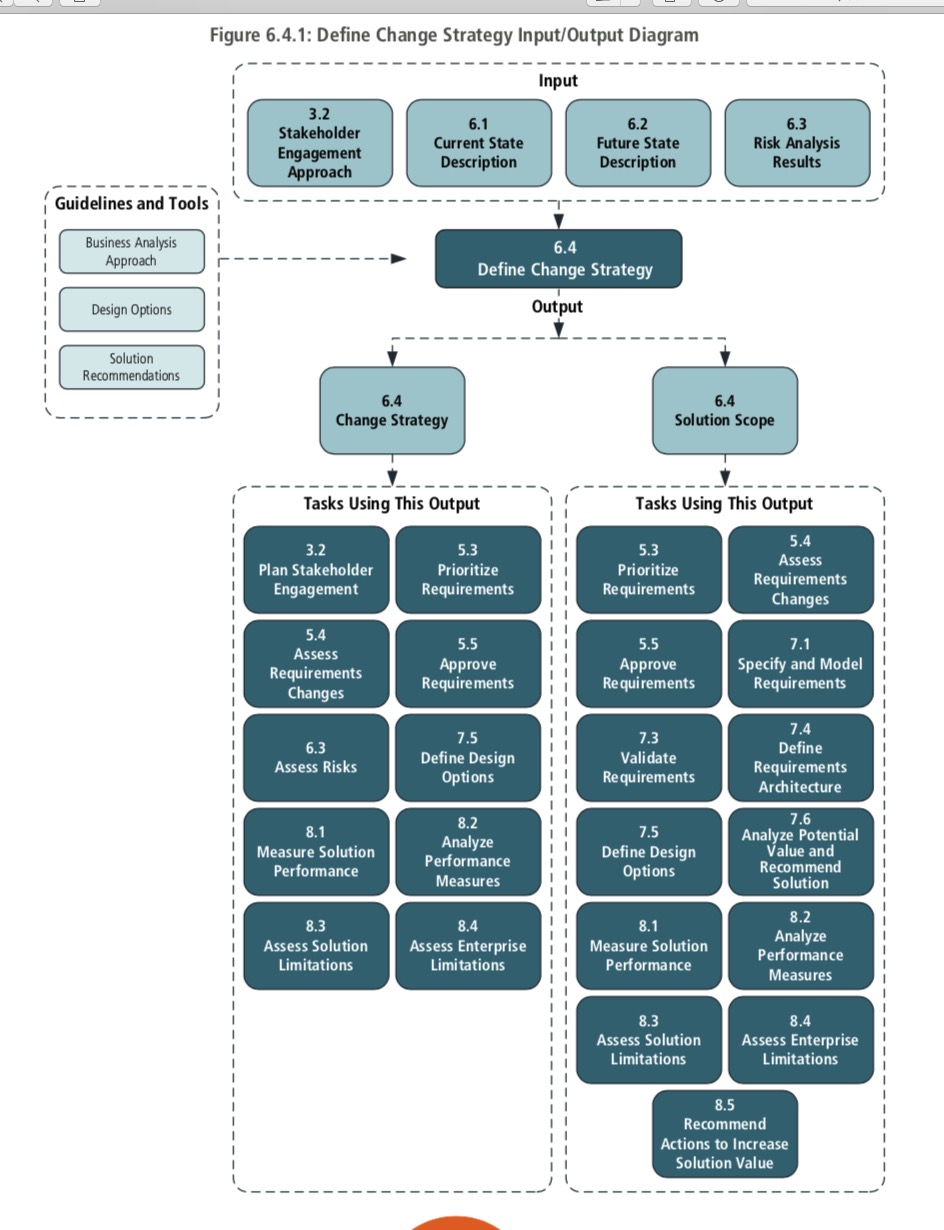 Figure 6.4.1: Define Change Strategy Input/Output Diagram
Input
3.2
Stakeholder
Engagement
Approach
6.1
Current State
Description
6.2
Future State
Description
6.3
Risk Analysis
Results
Guidelines and Tools
Business Analysis
Approach
Design Options
Solution
Recommendations
6.4
Define Change Strategy
Output
6.4
Change Strategy
6.4
Solution Scope
Tasks Using This Output
3.2
Plan Stakeholder
Engagement
5.3
Prioritize
Requirements
5.4
Assess
Requirements
Changes
5.5
Approve
Requirements
6.3
Assess Risks
7.5
Define Design
Options
8.1
Measure Solution
Performance
8.2
Analyze
Performance
Measures
8.3
Assess Solution
Limitations
8.4
Assess Enterprise
Limitations
Tasks Using This Output
5.3
Prioritize
Requirements
5.4
Assess
Requirements
Changes
5.5
Approve
Requirements
7.1
Specify and Model
Requirements
7.3
Validate
Requirements
7.4
Define
Requirements
Architecture
7.5
Define Design
Options
7.6
Analyze Potential
Value and
Recommend
Solution
8.1
Measure Solution
Performance
8.2
Analyze
Performance
Measures
8.3
Assess Solution
Limitations
8.4
Assess Enterprise
Limitations
8.5
Recommend
Actions to Increase
Solution Value